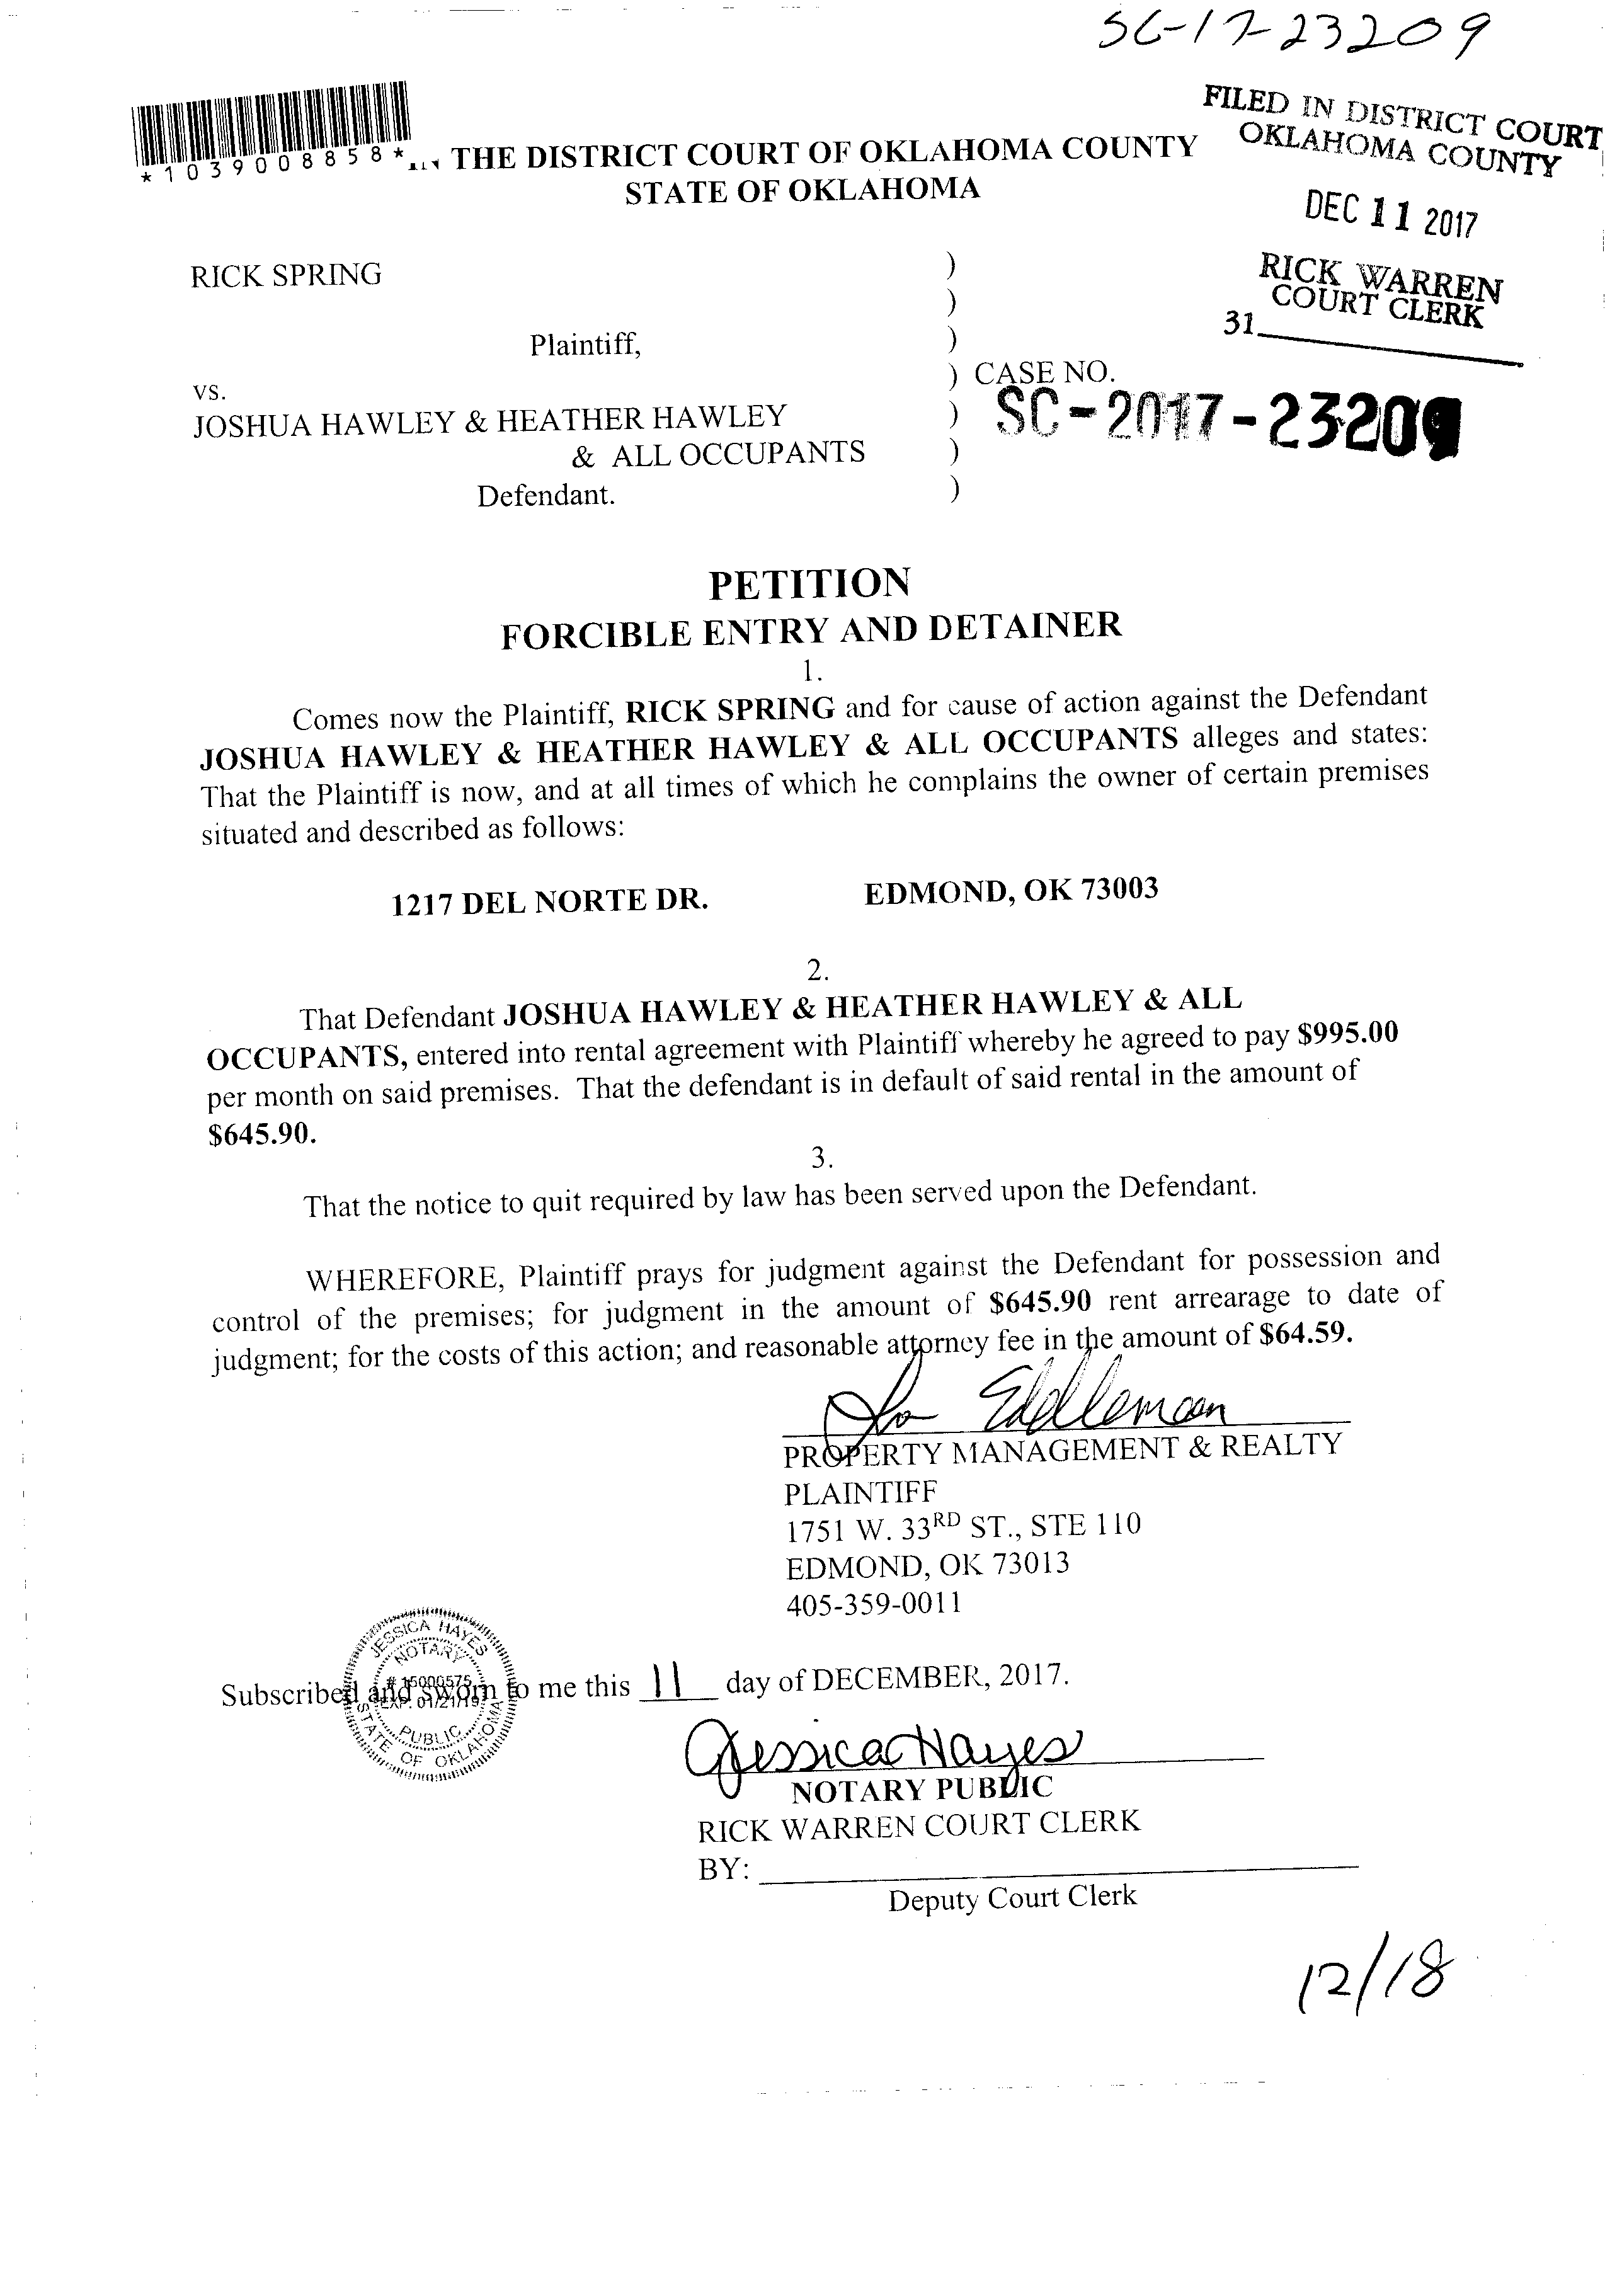 SC-17-23209
FILED IN DISTRICT COURT
OKLAHOMA COUNTY
*1039008858*
THE DISTRICT COURT OF OKLAHOMA COUNTY
STATE OF OKLAHOMA
DEC 11 2017
RICK WARREN
COURT CLERK
31
RICK SPRING )
)
Plaintiff, )
) CASE NO.
vs.
JOSHUA HAWLEY & HEATHER HAWLEY ) SC-2017-23209
& ALL OCCUPANTS )
Defendant. )
PETITION
FORCIBLE ENTRY AND DETAINER
1.
Comes now the Plaintiff, RICK SPRING and for cause of action against the Defendant
JOSHUA HAWLEY & HEATHER HAWLEY & ALL OCCUPANTS alleges and states:
That the Plaintiff is now, and at all times of which he complains the owner of certain premises
situated and described as follows:
1217 DEL NORTE DR. EDMOND, OK 73003
2.
That Defendant JOSHUA HAWLEY & HEATHER HAWLEY & ALL
OCCUPANTS, entered into rental agreement with Plaintiff whereby he agreed to pay $995.00
per month on said premises. That the defendant is in default of said rental in the amount of
$645.90.
3.
That the notice to quit required by law has been served upon the Defendant.
WHEREFORE, Plaintiff prays for judgment against the Defendant for possession and
control of the premises; for judgment in the amount of $645.90 rent arrearage to date of
judgment; for the costs of this action; and reasonable attorney fee in the amount of $64.59.
Eddleman
PROPERTY MANAGEMENT & REALTY
PLAINTIFF
1751 W. 33RD ST., STE 110
EDMOND, OK 73013
405-359-0011
JESSICA HAYES
NOTARY
# 15000575
EXP. 01/21/19
PUBLIC
STATE OF OKLAHOMA
Subscribed and sworn to me this 11 day of DECEMBER, 2017.
Jessica Hayes
NOTARY PUBLIC
RICK WARREN COURT CLERK
BY:
Deputy Court Clerk
12/18